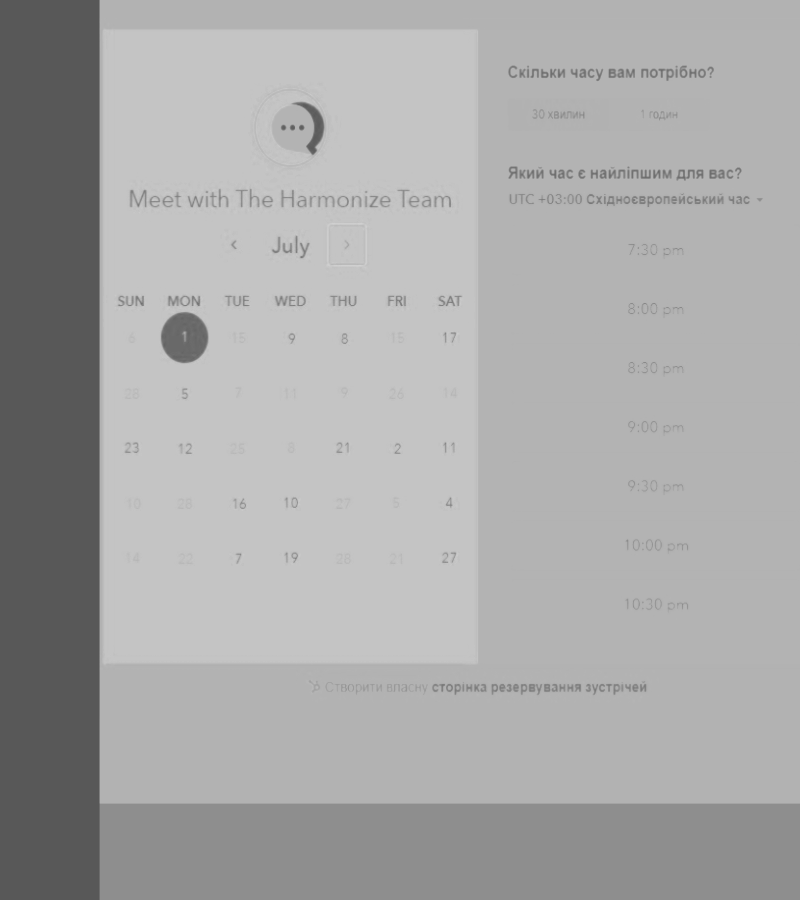 Meet with The Harmonize Team
July
SUN MON TUE WED THU FRI SAT
6 1 15 9 8 15 17
28 5 7 11 9 26 14
23 12 25 8 21 2 11
10 28 16 10 27 5 4
14 22 7 19 28 21 27
Скільки часу вам потрібно?
30 хвилин 1 годин
Який час є найліпшим для вас?
UTC +03:00 Східноєвропейський час
7:30 pm
8:00 pm
8:30 pm
9:00 pm
9:30 pm
10:00 pm
10:30 pm
Створити власну сторінка резервування зустрічей